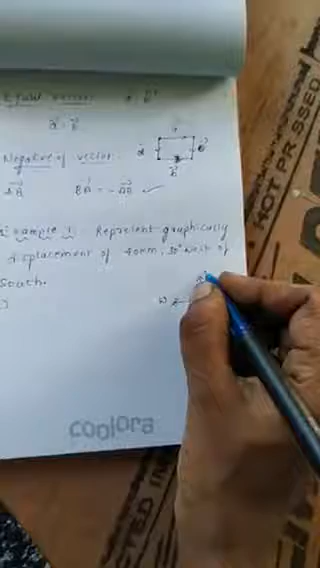 Equal vector
a = b
Negative of vector
a
b
AB
BA = -AB
Example 1. Represent graphically
displacement of 40km, 30° West of
South.
W
coolora
HOT PRESSED